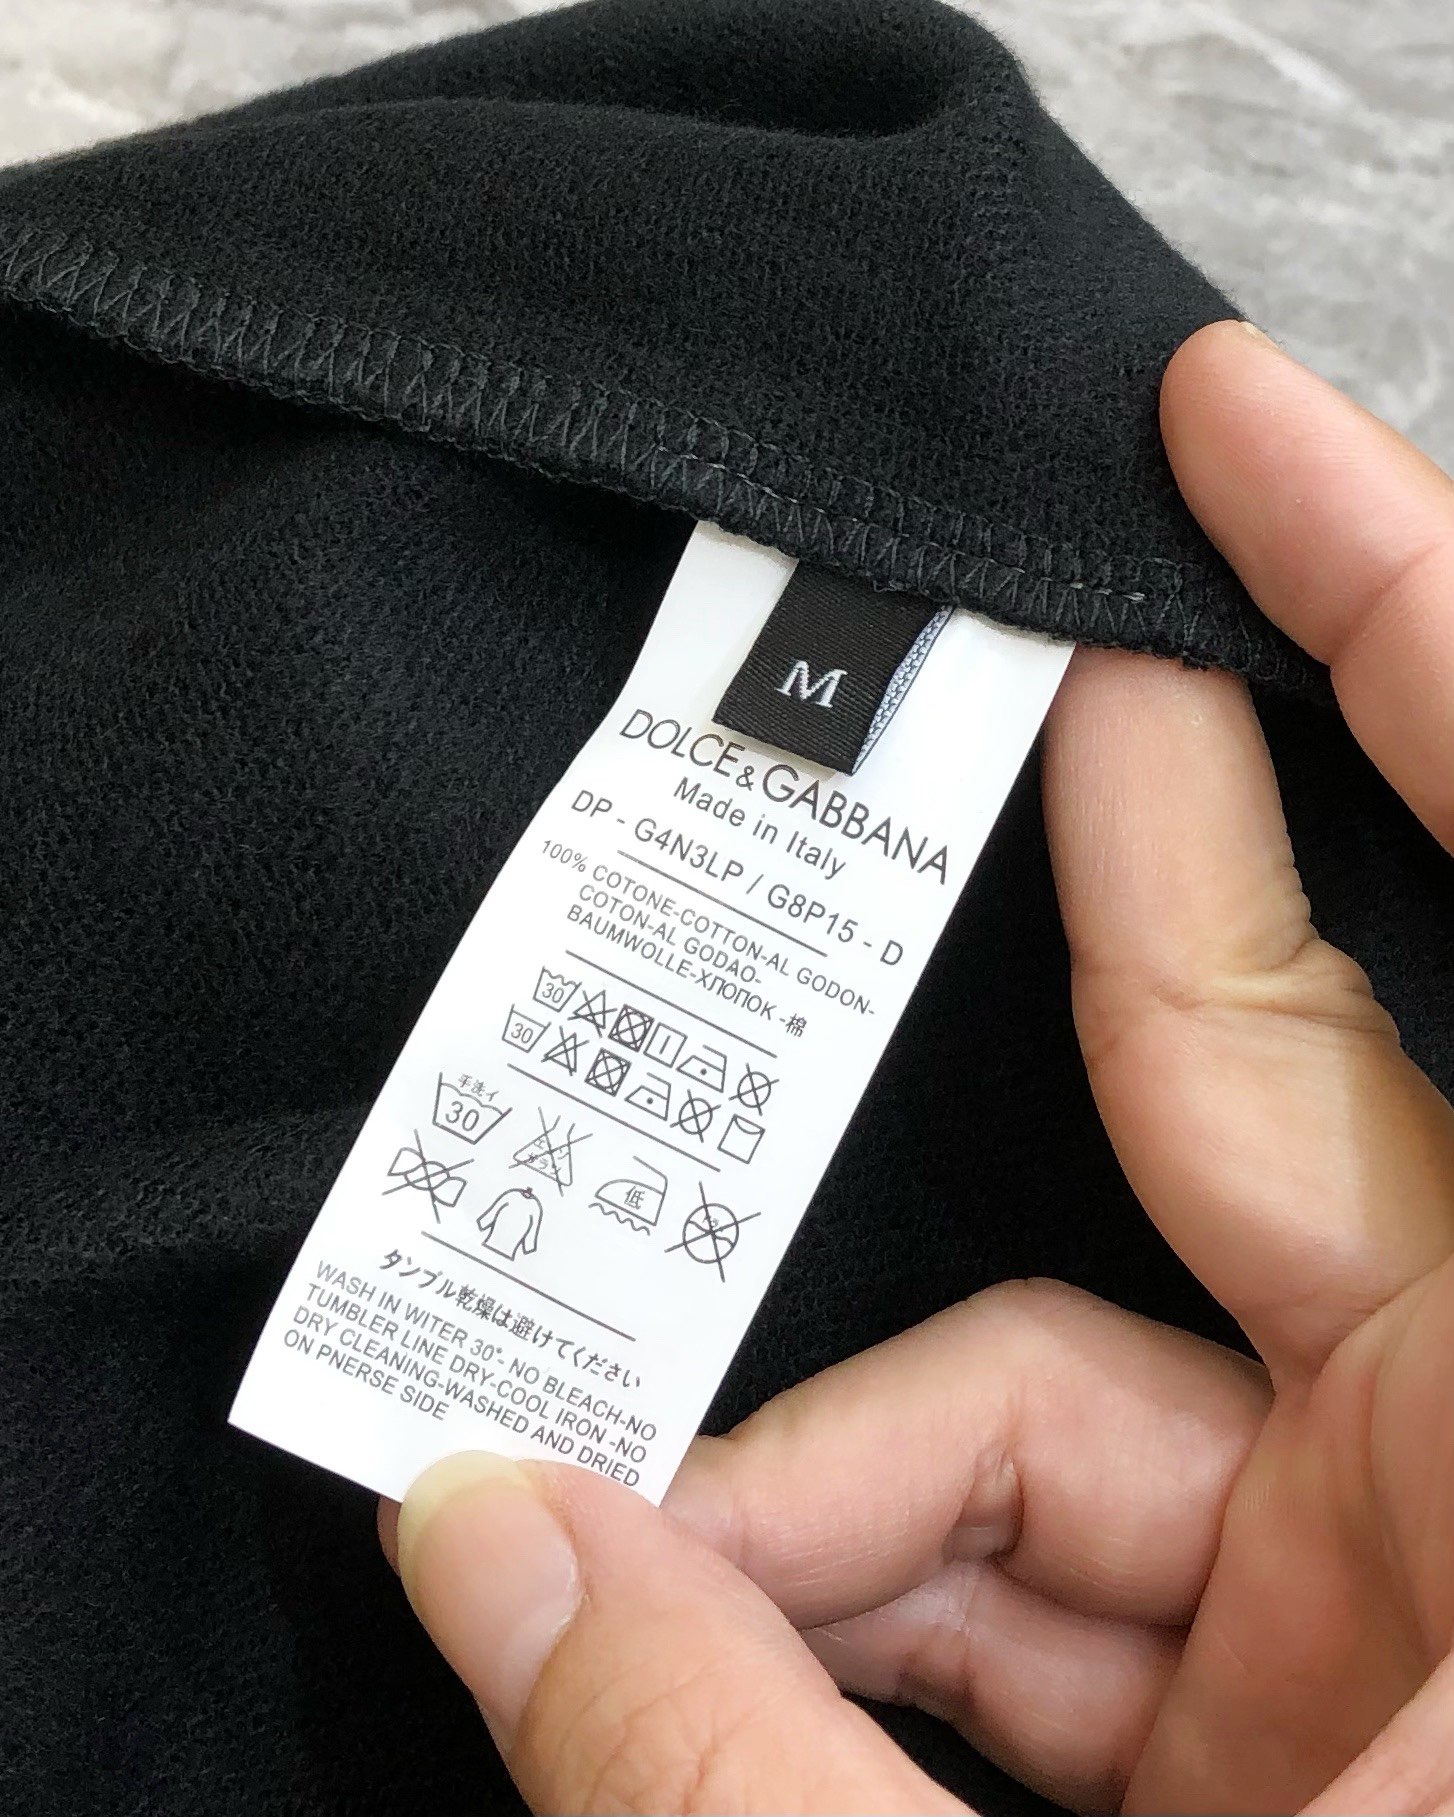 M
DOLCE&GABBANA
Made in Italy
DP - G4N3LP / G8P15 - D
100% COTONE-COTTON-AL GODON-
COTON-AL GODAO-
BAUMWOLLE-ХЛОПОК -棉
30
30
手洗イ
30
低
タンブル乾燥は避けてください
WASH IN WITER 30°- NO BLEACH-NO
TUMBLER LINE DRY-COOL IRON -NO
DRY CLEANING-WASHED AND DRIED
ON PNERSE SIDE